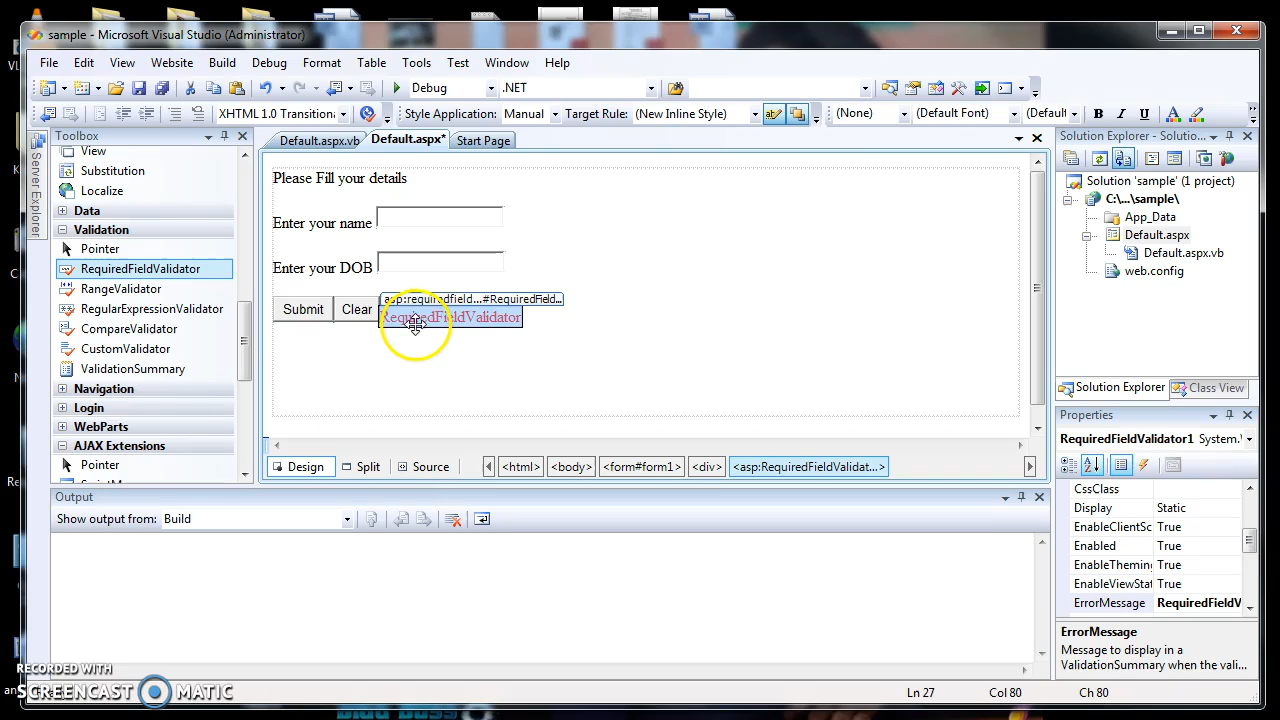 sample - Microsoft Visual Studio (Administrator)
File Edit View Website Build Debug Format Table Tools Test Window Help
Debug .NET
XHTML 1.0 Transition Style Application: Manual Target Rule: (New Inline Style) (None) (Default Font) (Defaul B I U A
Server Explorer
Toolbox
View
Substitution
Localize
Data
Validation
Pointer
RequiredFieldValidator
RangeValidator
RegularExpressionValidator
CompareValidator
CustomValidator
ValidationSummary
Navigation
Login
WebParts
AJAX Extensions
Pointer
Default.aspx.vb Default.aspx* Start Page
Please Fill your details
Enter your name
Enter your DOB
Submit Clear
asp:requiredfield...#RequiredField...
RequiredFieldValidator
Design Split Source <html> <body> <form#form1> <div> <asp:RequiredFieldValidat...>
Solution Explorer - Solutio...
Solution 'sample' (1 project)
C:\...\sample\
App_Data
Default.aspx
Default.aspx.vb
web.config
Solution Explorer Class View
Properties
RequiredFieldValidator1 System.
CssClass
Display Static
EnableClientSc True
Enabled True
EnableTheming True
EnableViewStat True
ErrorMessage RequiredFieldV
ErrorMessage
Message to display in a
ValidationSummary when the vali...
Output
Show output from: Build
Ln 27 Col 80 Ch 80
RECORDED WITH
SCREENCAST MATIC